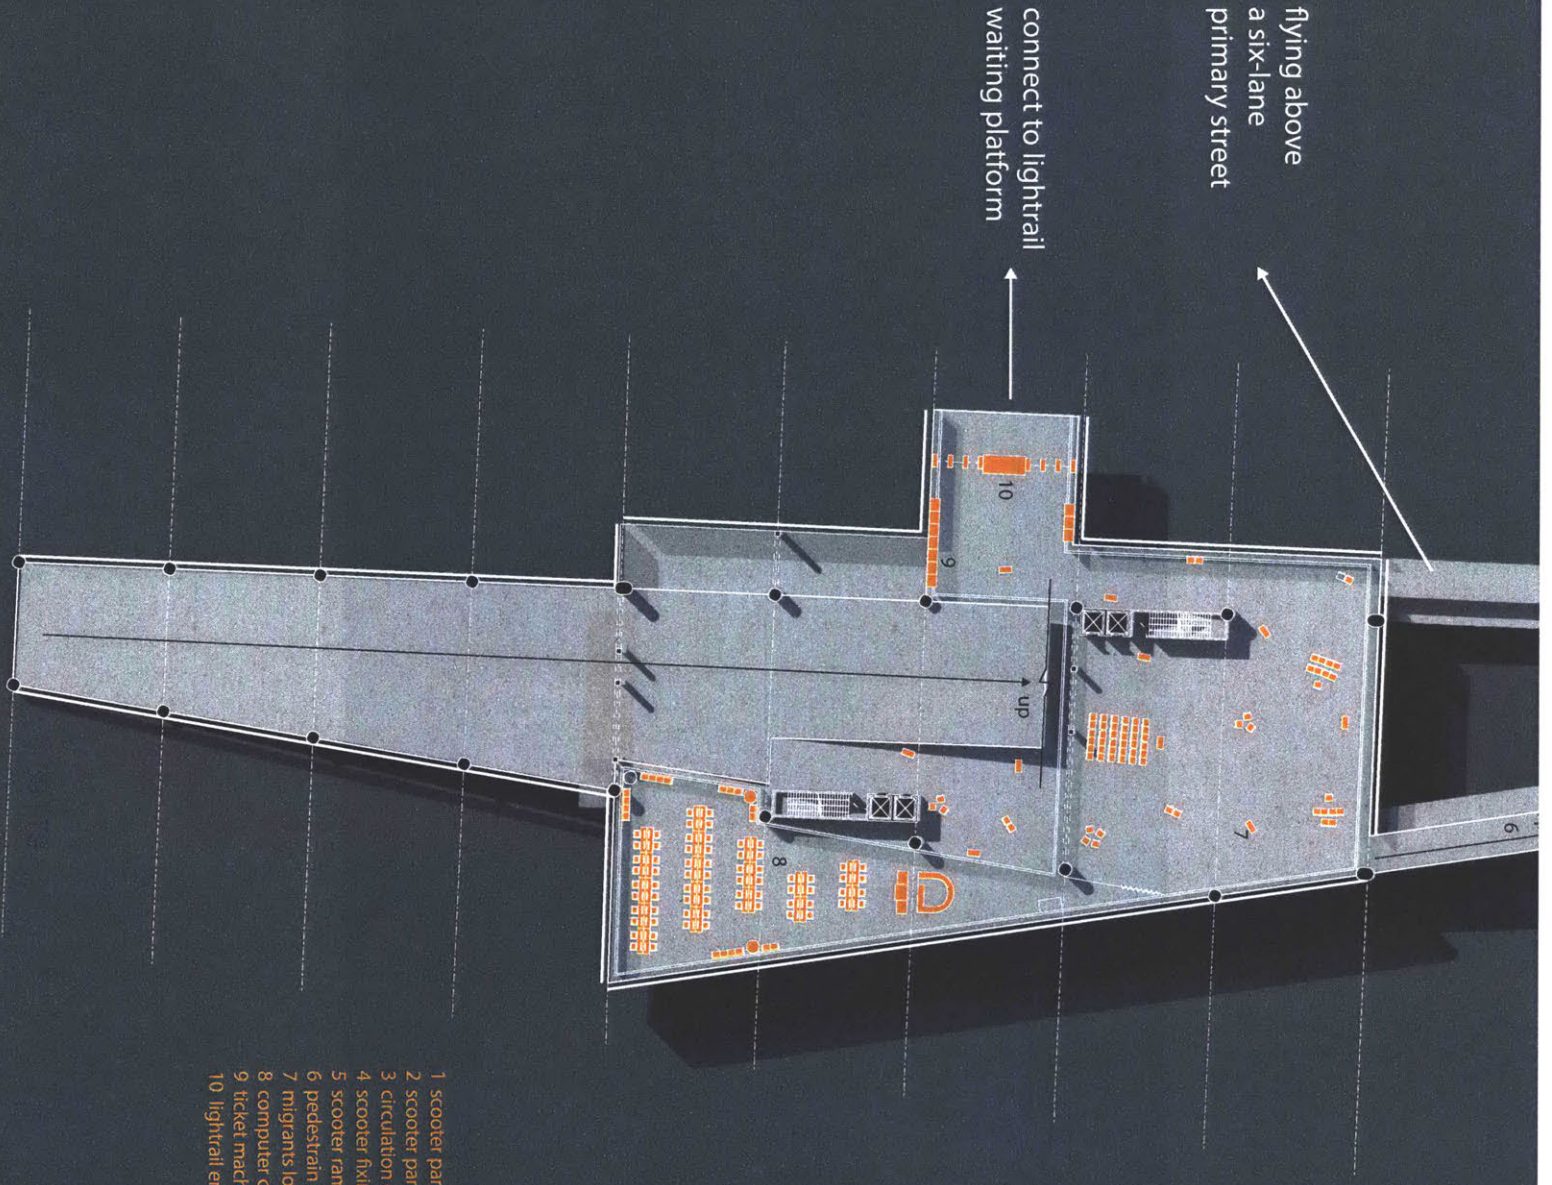 flying above
a six-lane
primary street
connect to lightrail
waiting platform
10
9
up
7
6
8
1 scooter par
2 scooter par
3 circulation
4 scooter fixi
5 scooter ram
6 pedestrain
7 migrants lo
8 computer c
9 ticket mach
10 lightrail e